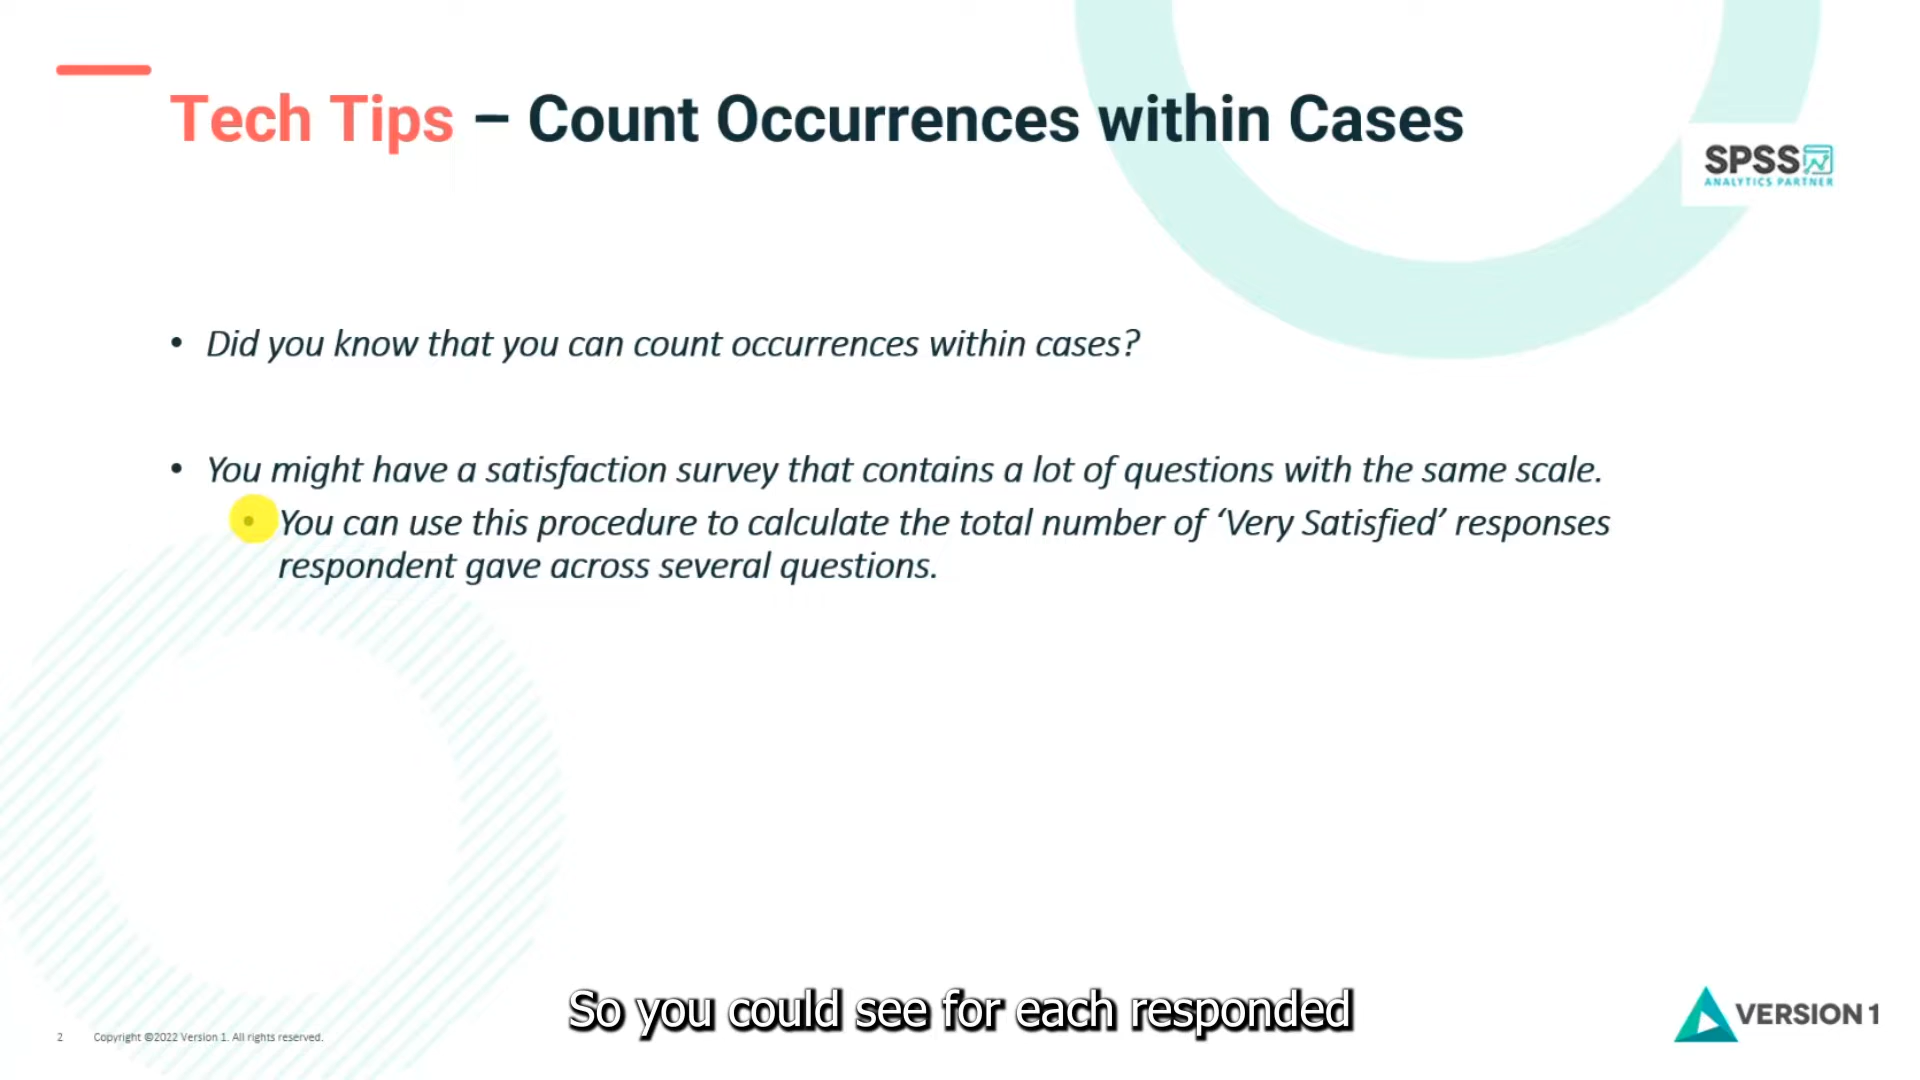 Tech Tips – Count Occurrences within Cases
SPSS
ANALYTICS PARTNER
• Did you know that you can count occurrences within cases?
• You might have a satisfaction survey that contains a lot of questions with the same scale.
• You can use this procedure to calculate the total number of ‘Very Satisfied’ responses
respondent gave across several questions.
So you could see for each responded
VERSION 1
2 Copyright ©2022 Version 1. All rights reserved.